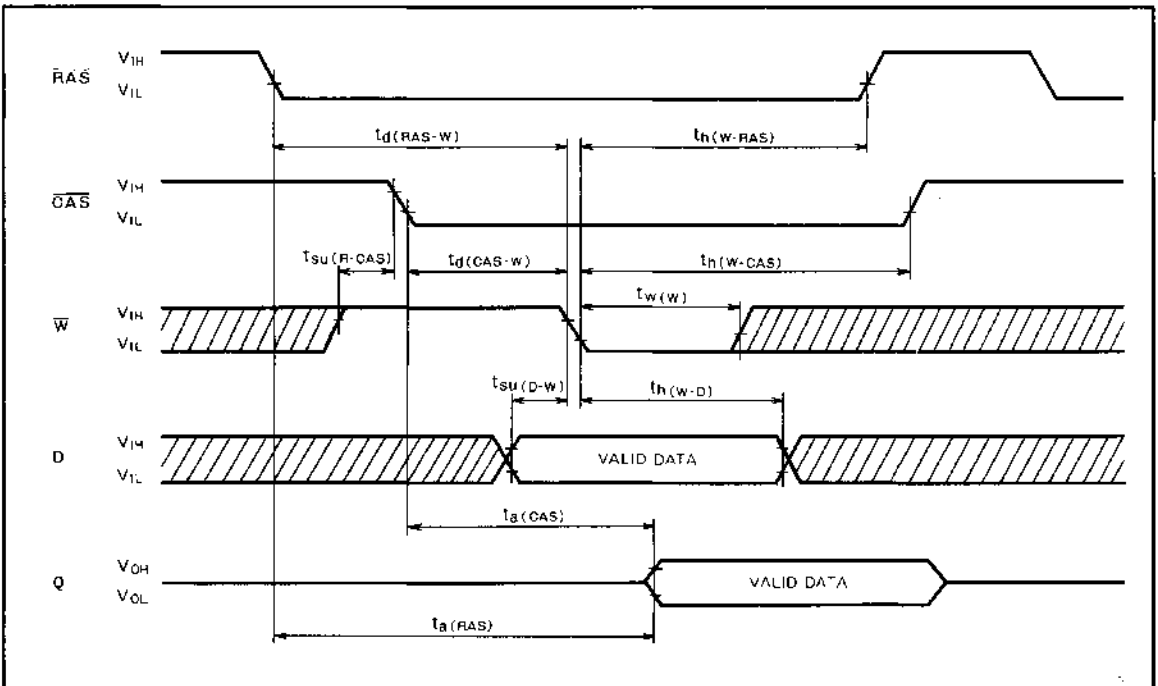 RAS
VIH
VIL
td(RAS-W)
th(W-RAS)
CAS
VIH
VIL
tsu(R-CAS)
td(CAS-W)
th(W-CAS)
tw(W)
W
VIH
VIL
tsu(D-W)
th(W-D)
D
VIH
VIL
VALID DATA
ta(CAS)
Q
VOH
VOL
VALID DATA
ta(RAS)